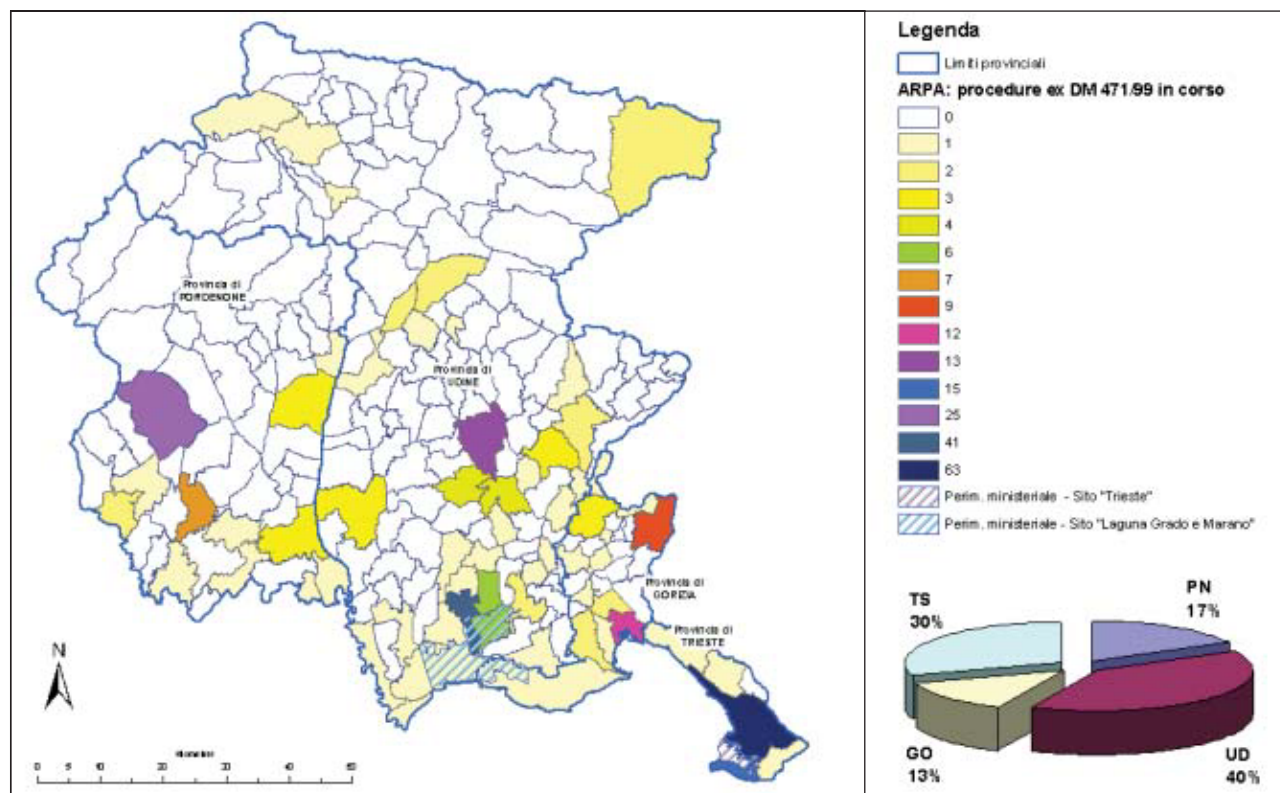 Provincia di
PORDENONE
Provincia di
UDINE
Provincia di
GORIZIA
Provincia di
TRIESTE
N
Kilometer
0 5 10 20 30 40 50
Legenda
Limiti provinciali
ARPA: procedure ex DM 471/99 in corso
0
1
2
3
4
6
7
9
12
13
15
25
41
63
Perim. ministeriale - Sito "Trieste"
Perim. ministeriale - Sito "Laguna Grado e Marano"
TS
30%
PN
17%
GO
13%
UD
40%